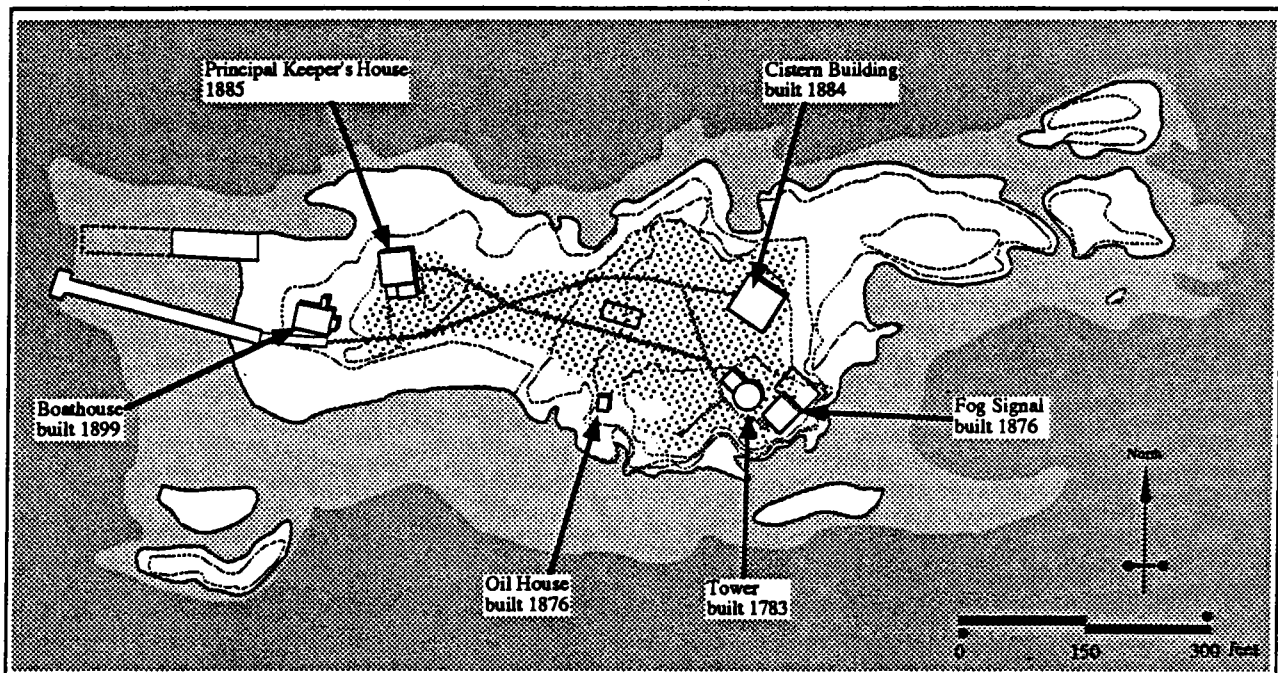 Principal Keeper's House
1885
Cistern Building
built 1884
Boathouse
built 1899
Fog Signal
built 1876
North
Oil House
built 1876
Tower
built 1783
0 150 300 feet